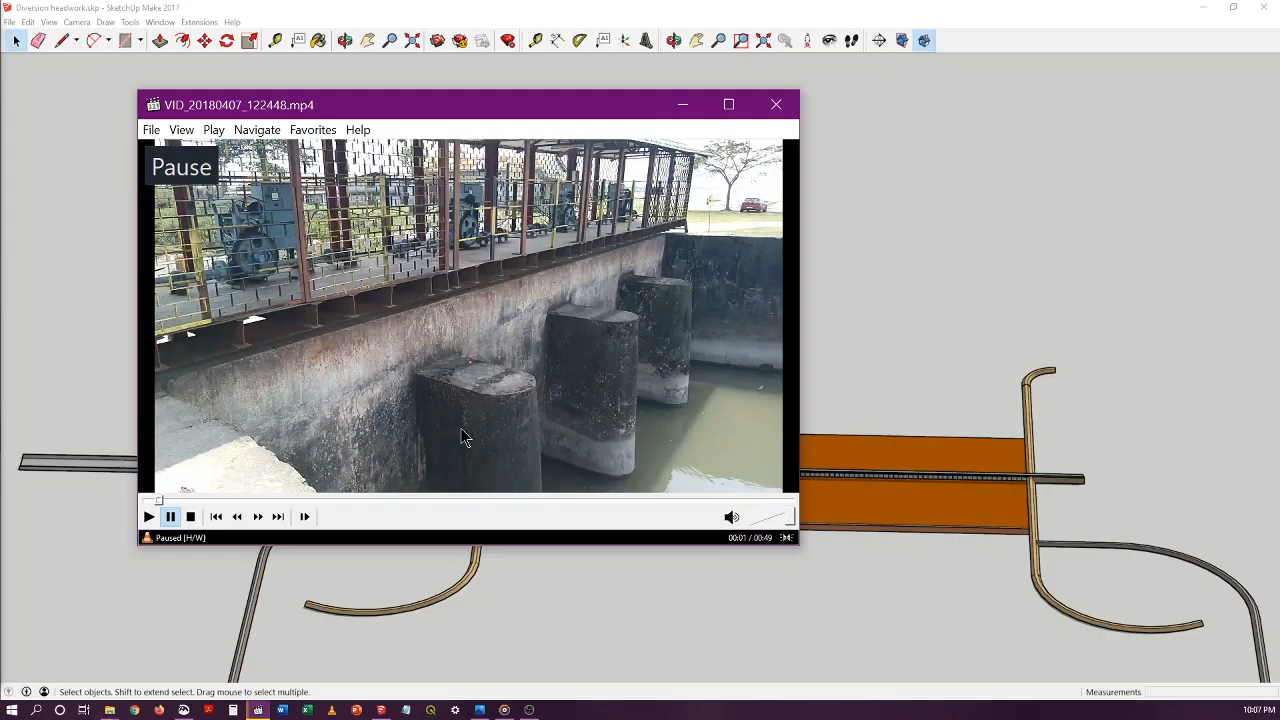 Diversion headwork.skp - SketchUp Make 2017
File Edit View Camera Draw Tools Window Extensions Help
VID_20180407_122448.mp4
File View Play Navigate Favorites Help
Pause
Paused [H/W]
00:01 / 00:49
Select objects. Shift to extend select. Drag mouse to select multiple.
Measurements
10:07 PM